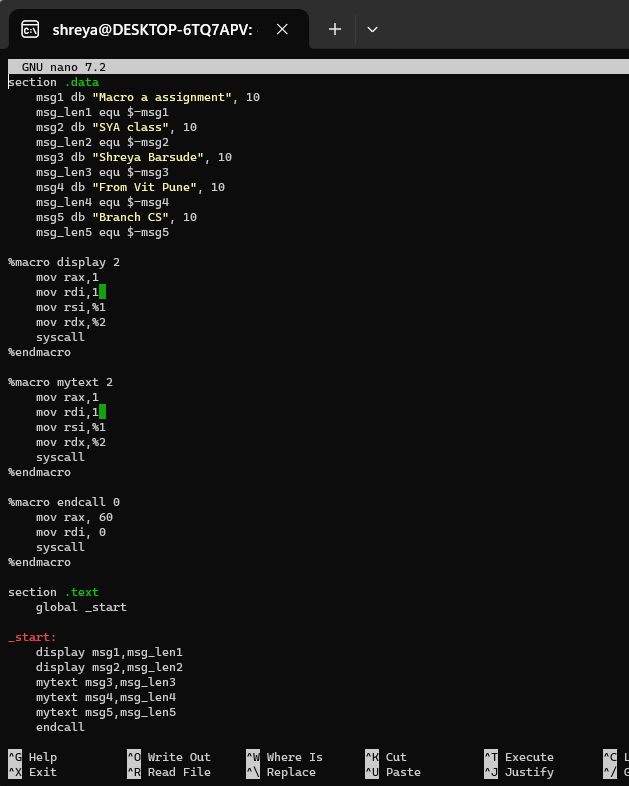 shreya@DESKTOP-6TQ7APV:
GNU nano 7.2
section .data
    msg1 db "Macro a assignment", 10
    msg_len1 equ $-msg1
    msg2 db "SYA class", 10
    msg_len2 equ $-msg2
    msg3 db "Shreya Barsude", 10
    msg_len3 equ $-msg3
    msg4 db "From Vit Pune", 10
    msg_len4 equ $-msg4
    msg5 db "Branch CS", 10
    msg_len5 equ $-msg5

%macro display 2
    mov rax,1
    mov rdi,1
    mov rsi,%1
    mov rdx,%2
    syscall
%endmacro

%macro mytext 2
    mov rax,1
    mov rdi,1
    mov rsi,%1
    mov rdx,%2
    syscall
%endmacro

%macro endcall 0
    mov rax, 60
    mov rdi, 0
    syscall
%endmacro

section .text
    global _start

_start:
    display msg1,msg_len1
    display msg2,msg_len2
    mytext msg3,msg_len3
    mytext msg4,msg_len4
    mytext msg5,msg_len5
    endcall

^G Help ^O Write Out ^W Where Is ^K Cut ^T Execute ^C
^X Exit ^R Read File ^\ Replace ^U Paste ^J Justify ^/